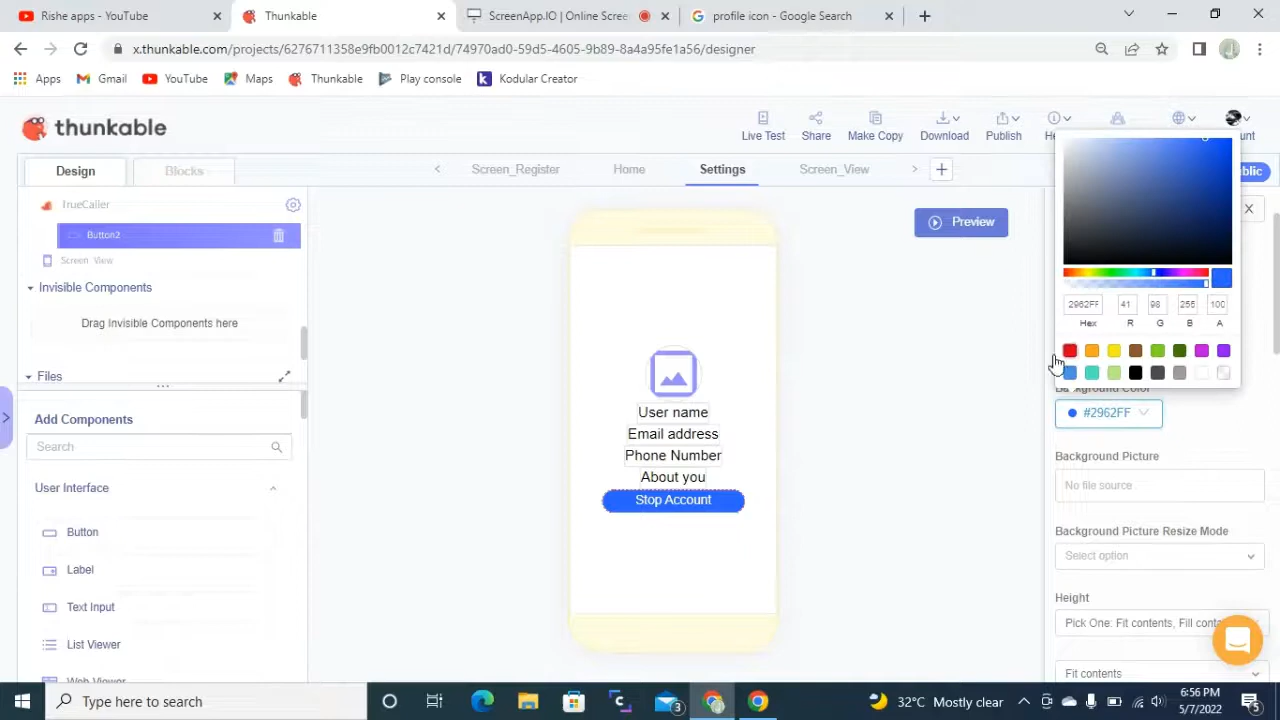 Rishe apps - YouTube
Thunkable
ScreenApp.IO | Online Scree
profile icon - Google Search
x.thunkable.com/projects/6276711358e9fb0012c7421d/74970ad0-59d5-4605-9b89-8a4a95fe1a56/designer
Apps
Gmail
YouTube
Maps
Thunkable
Play console
Kodular Creator
thunkable
Live Test
Share
Make Copy
Download
Publish
Design
Blocks
Screen_Register
Home
Settings
Screen_View
TrueCaller
Button2
Screen View
Preview
Invisible Components
Drag Invisible Components here
Files
Add Components
Search
User Interface
Button
Label
Text Input
List Viewer
Web Viewer
User name
Email address
Phone Number
About you
Stop Account
2962FF 41 98 255 100
Hex R G B A
Background Color
#2962FF
Background Picture
No file source
Background Picture Resize Mode
Select option
Height
Pick One: Fit contents, Fill conta
Fit contents
Type here to search
3
32°C Mostly clear
6:56 PM
5/7/2022
5